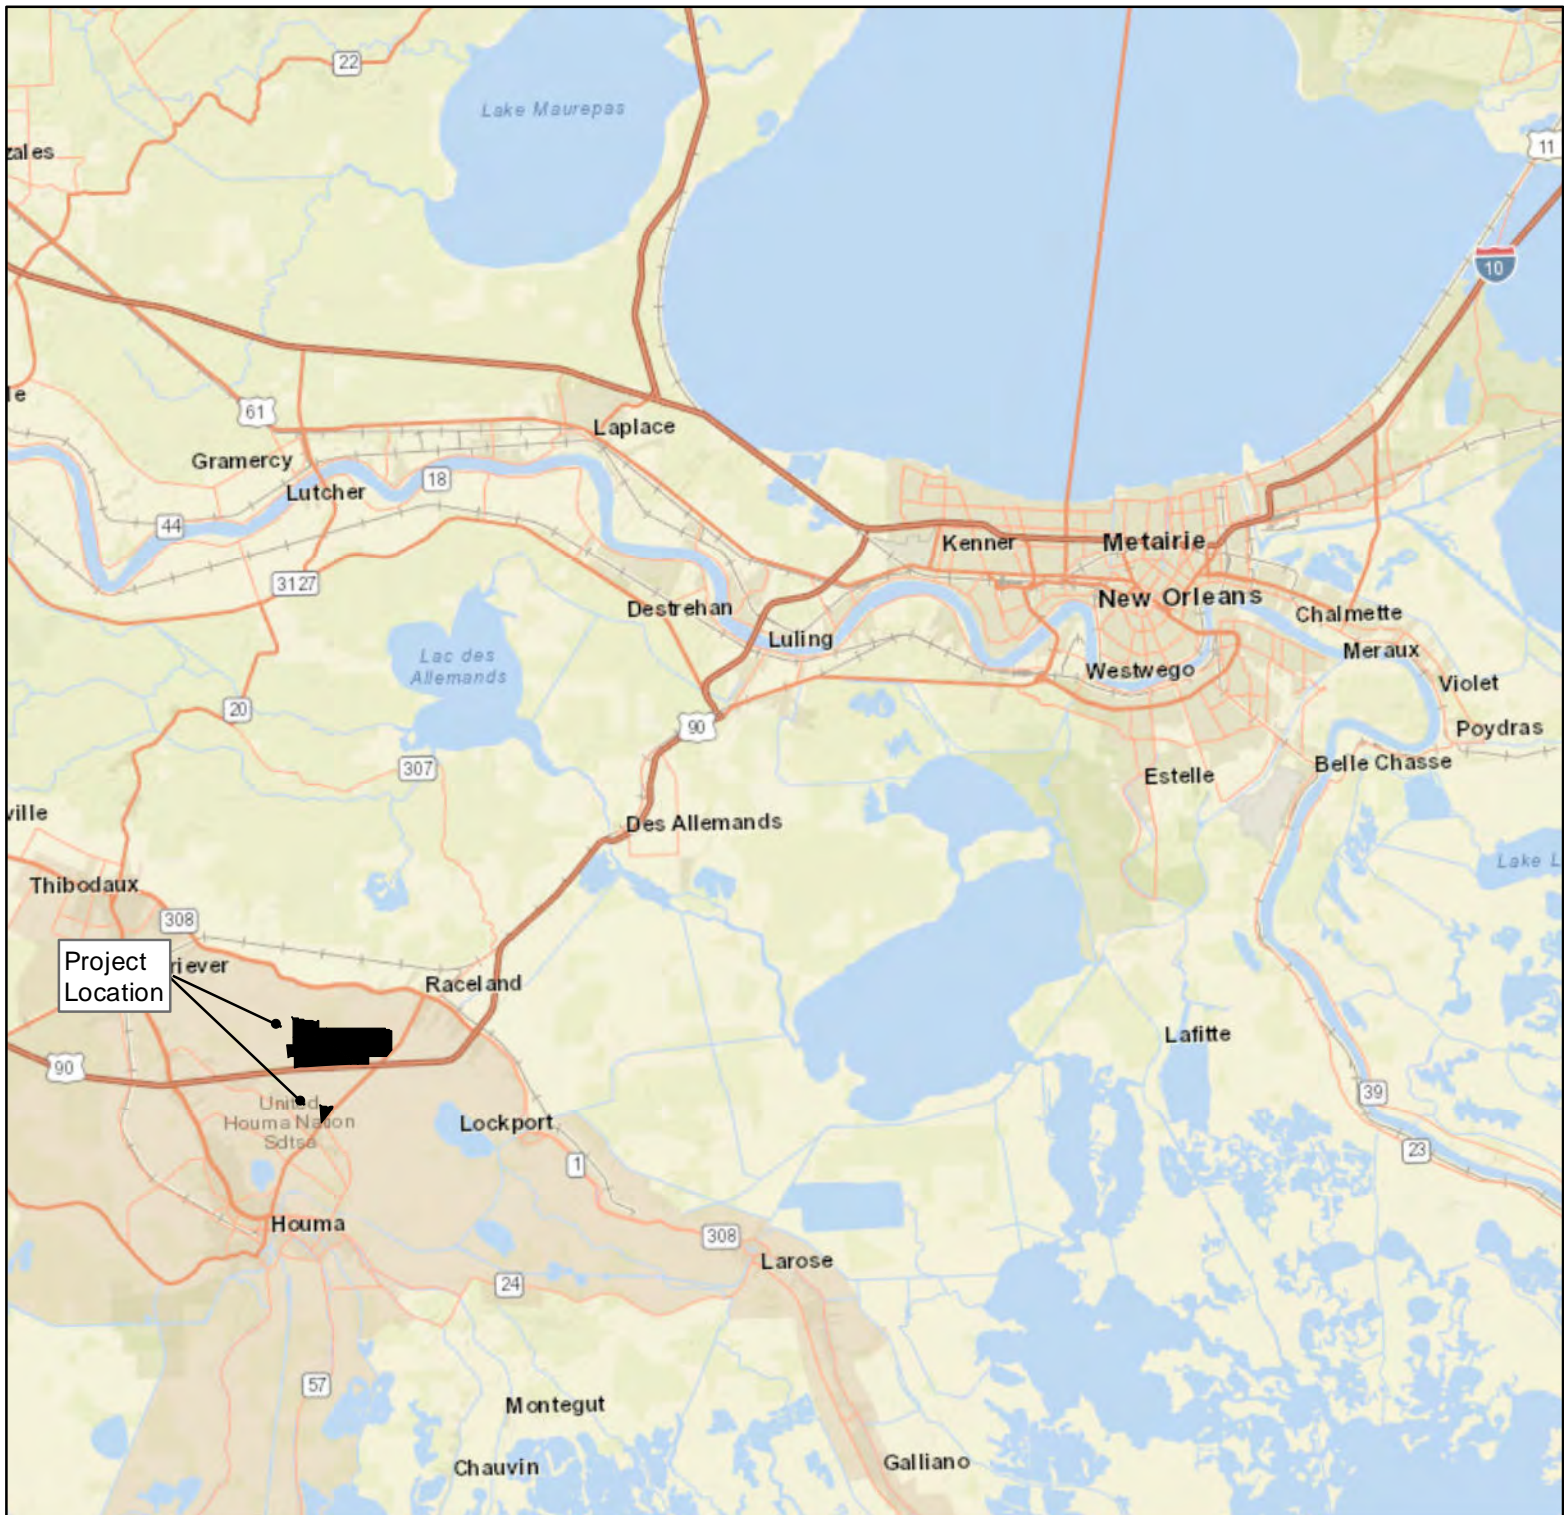 22
Lake Maurepas
11
zales
10
le
61
Laplace
Gramercy
18
Lutcher
44
Kenner
Metairie
3127
New Orleans
Destrehan
Chalmette
Luling
Meraux
Lac des
Allemands
Westwego
Violet
20
90
Poydras
307
Belle Chasse
Estelle
ville
Des Allemands
Lake L
Thibodaux
308
Project
Location
riever
Raceland
Lafitte
90
39
United
Houma Nation
Sdtsa
Lockport
23
1
Houma
308
Larose
24
57
Montegut
Galliano
Chauvin